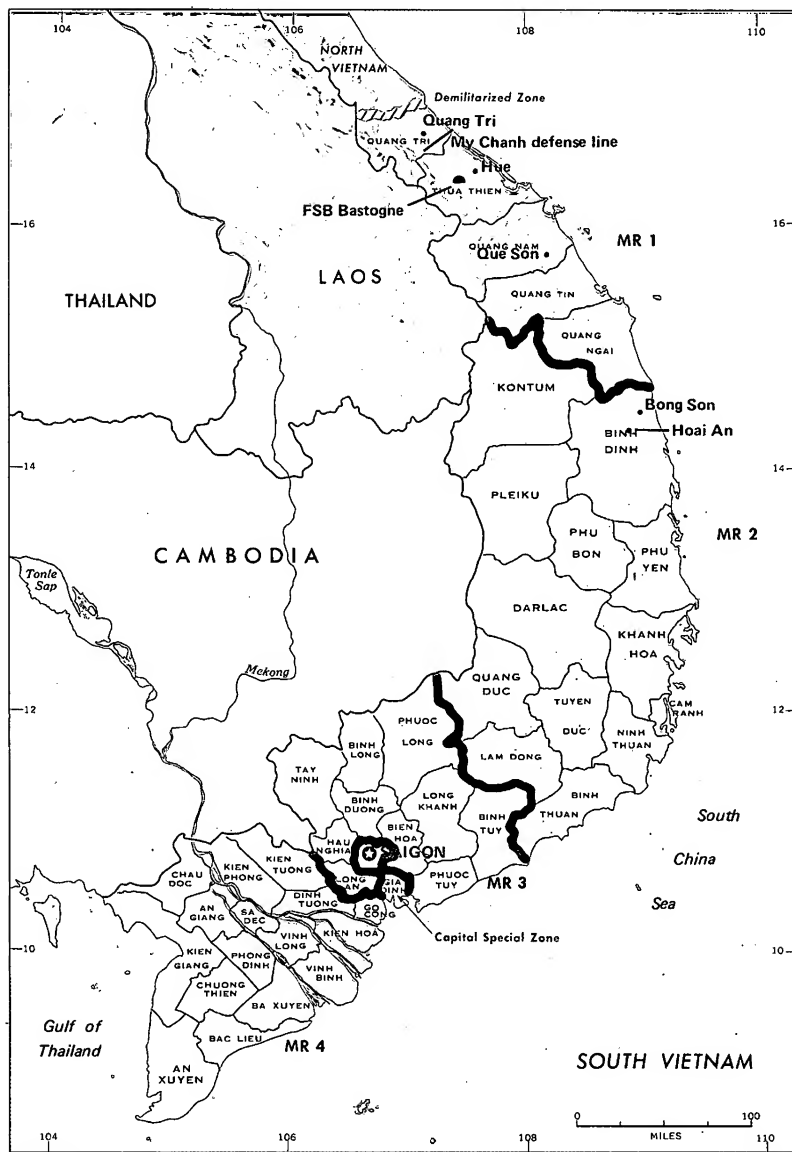 104
106
108
110
NORTH
VIETNAM
Demilitarized Zone
Quang Tri
QUANG TRI
My Chanh defense line
Hue
THUA THIEN
FSB Bastogne
16
16
MR 1
QUANG NAM
Que Son
LAOS
THAILAND
QUANG TIN
QUANG
NGAI
KONTUM
Bong Son
BINH
DINH
Hoai An
14
14
PLEIKU
MR 2
PHU
BON
PHU
YEN
CAMBODIA
Tonle
Sap
DARLAC
KHANH
HOA
Mekong
QUANG
DUC
12
12
TUYEN
DUC
CAM
RANH
NINH
THUAN
PHUOC
LONG
BINH
LONG
LAM DONG
TAY
NINH
BINH
DUONG
LONG
KHANH
BINH
TUY
BINH
THUAN
South
China
Sea
BIEN
HOA
HAU
NGHIA
SAIGON
MR 3
PHUOC
TUY
LONG
AN
GIA
DINH
CHAU
DOC
KIEN
PHONG
KIEN
TUONG
DINH
TUONG
GO
CONG
Capital Special Zone
AN
GIANG
SA
DEC
VINH
LONG
KIEN HOA
10
10
KIEN
GIANG
PHONG
DINH
VINH
BINH
CHUONG
THIEN
BA XUYEN
Gulf of
Thailand
BAC LIEU
MR 4
AN
XUYEN
SOUTH VIETNAM
0
100
MILES
104
106
108
110